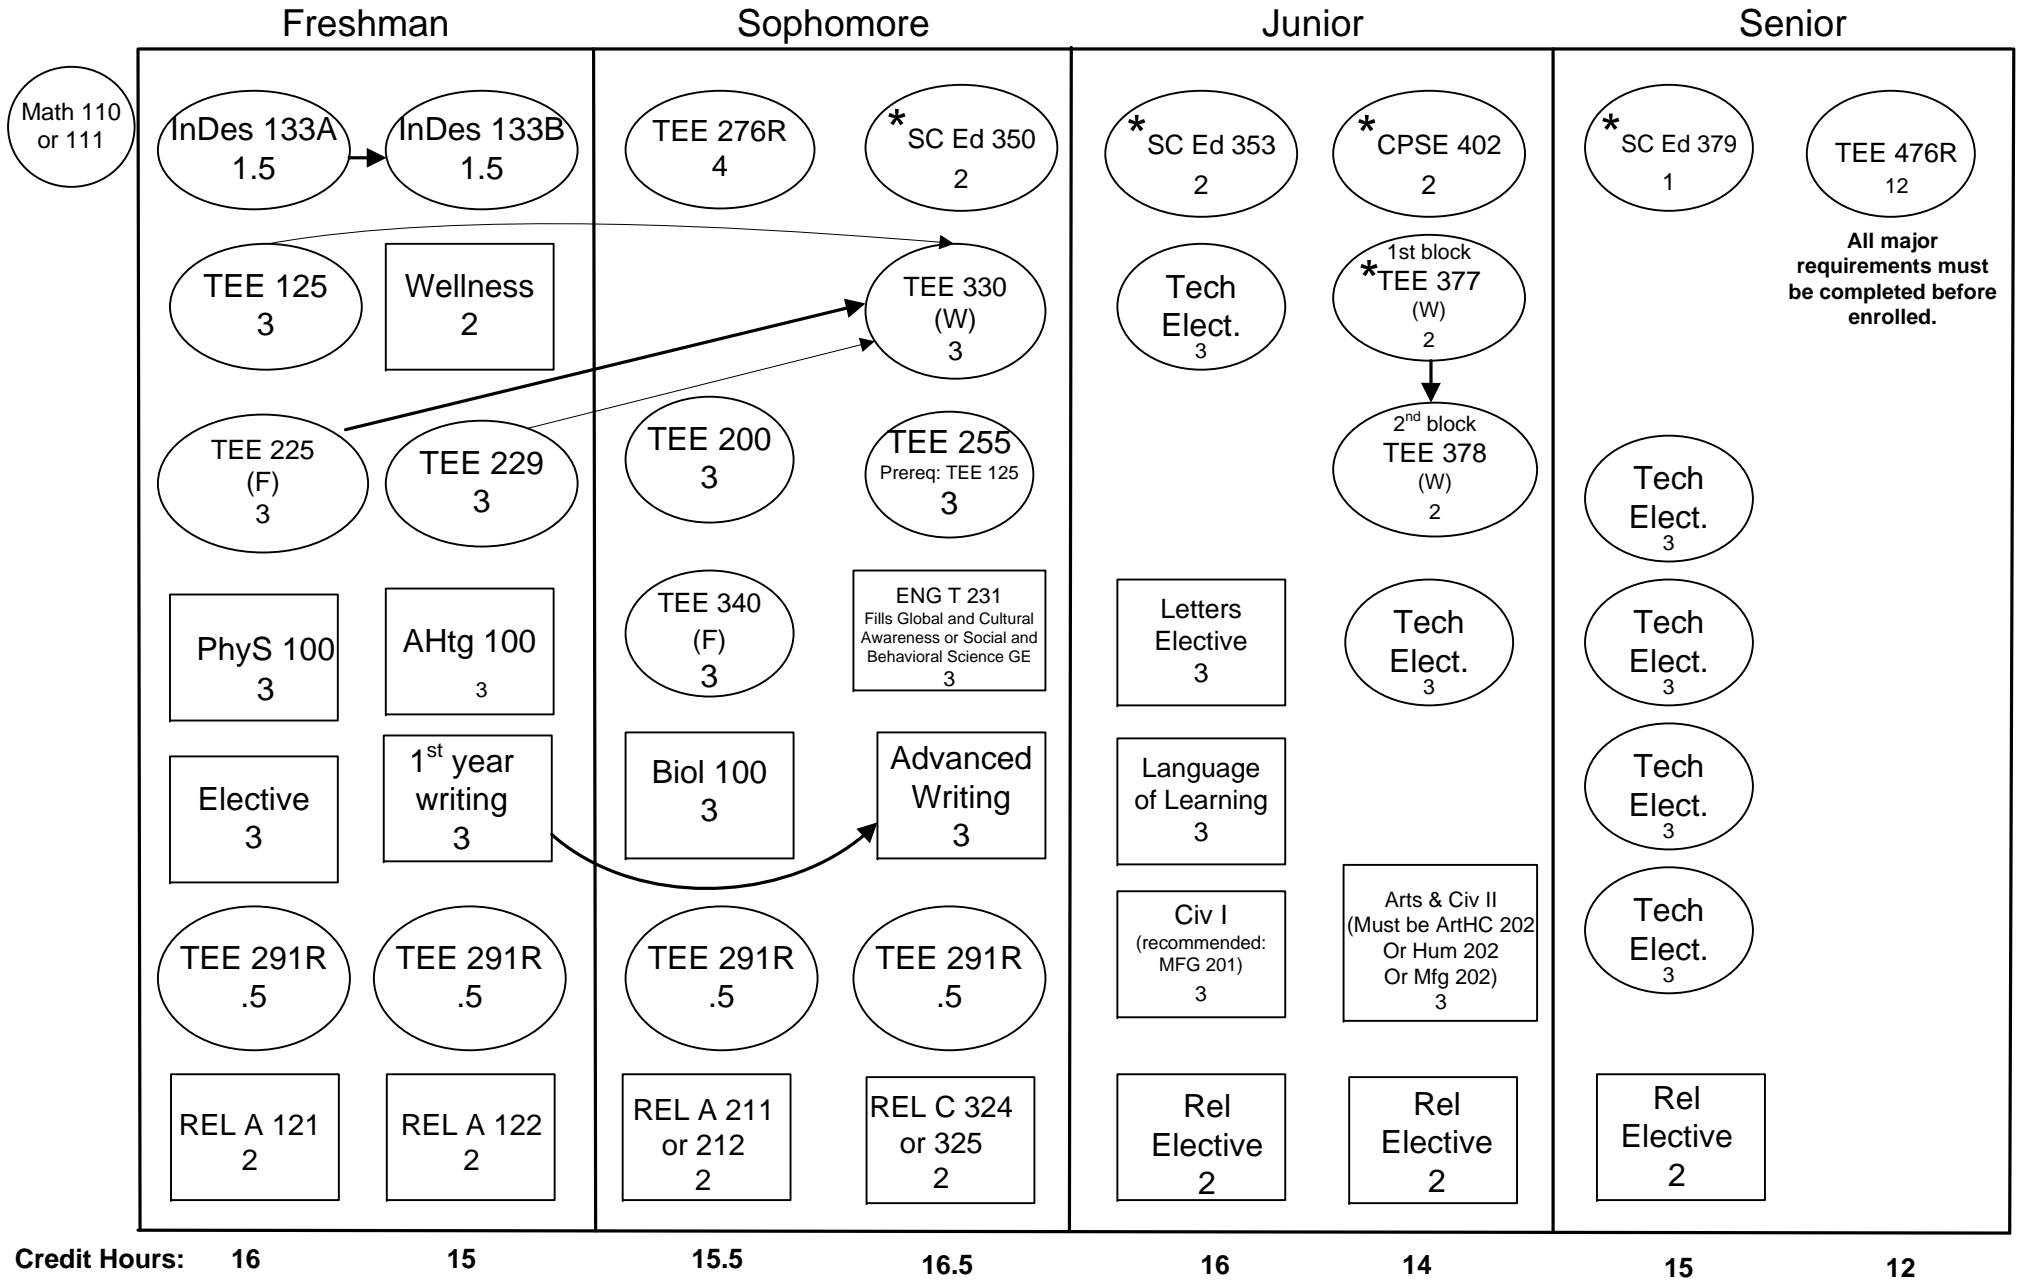 Freshman
Sophomore
Junior
Senior
Math 110
or 111
InDes 133A
1.5
InDes 133B
1.5
TEE 276R
4
*
SC Ed 350
2
*
SC Ed 353
2
*
CPSE 402
2
*
SC Ed 379
1
TEE 476R
12
All major
requirements must
be completed before
enrolled.
TEE 125
3
Wellness
2
TEE 330
(W)
3
Tech
Elect.
3
1st block
*TEE 377
(W)
2
TEE 225
(F)
3
TEE 229
3
TEE 200
3
TEE 255
Prereq: TEE 125
3
2nd block
TEE 378
(W)
2
Tech
Elect.
3
PhyS 100
3
AHtg 100
3
TEE 340
(F)
3
ENG T 231
Fills Global and Cultural
Awareness or Social and
Behavioral Science GE
3
Letters
Elective
3
Tech
Elect.
3
Tech
Elect.
3
Elective
3
1st year
writing
3
Biol 100
3
Advanced
Writing
3
Language
of Learning
3
Tech
Elect.
3
TEE 291R
.5
TEE 291R
.5
TEE 291R
.5
TEE 291R
.5
Civ I
(recommended:
MFG 201)
3
Arts & Civ II
(Must be ArtHC 202
Or Hum 202
Or Mfg 202)
3
Tech
Elect.
3
REL A 121
2
REL A 122
2
REL A 211
or 212
2
REL C 324
or 325
2
Rel
Elective
2
Rel
Elective
2
Rel
Elective
2
Credit Hours: 16 15 15.5 16.5 16 14 15 12